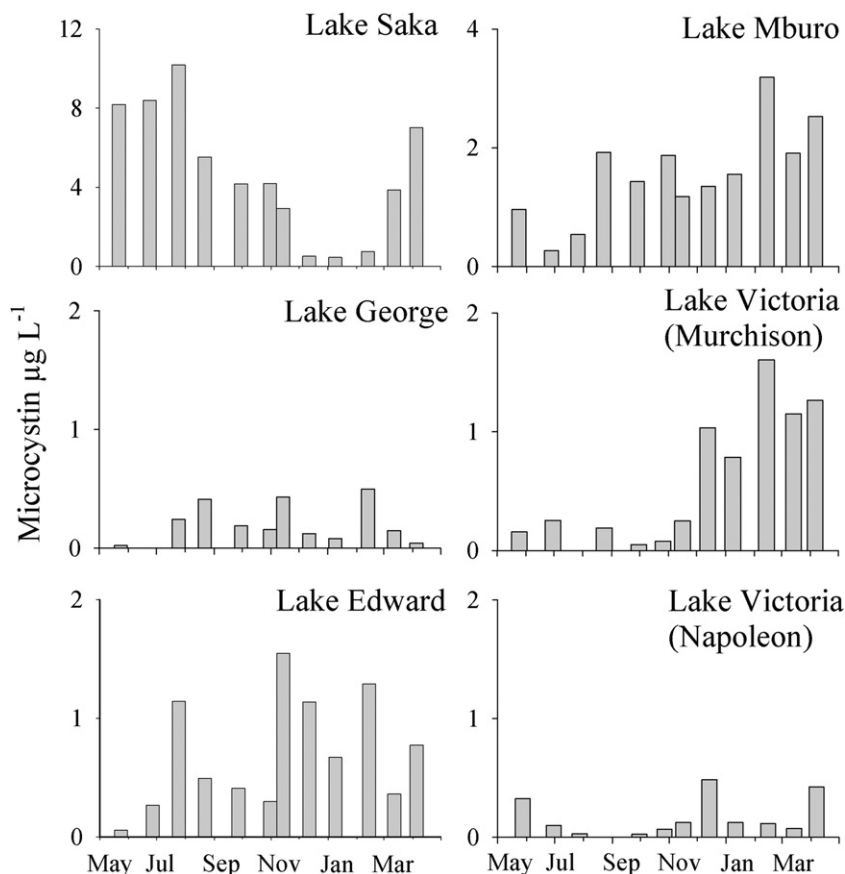 Microcystin µg L⁻¹
Lake Saka
12
8
4
0
Lake Mburo
4
2
0
Lake George
2
1
0
Lake Victoria
(Murchison)
2
1
0
Lake Edward
2
1
0
May Jul Sep Nov Jan Mar
Lake Victoria
(Napoleon)
2
1
0
May Jul Sep Nov Jan Mar